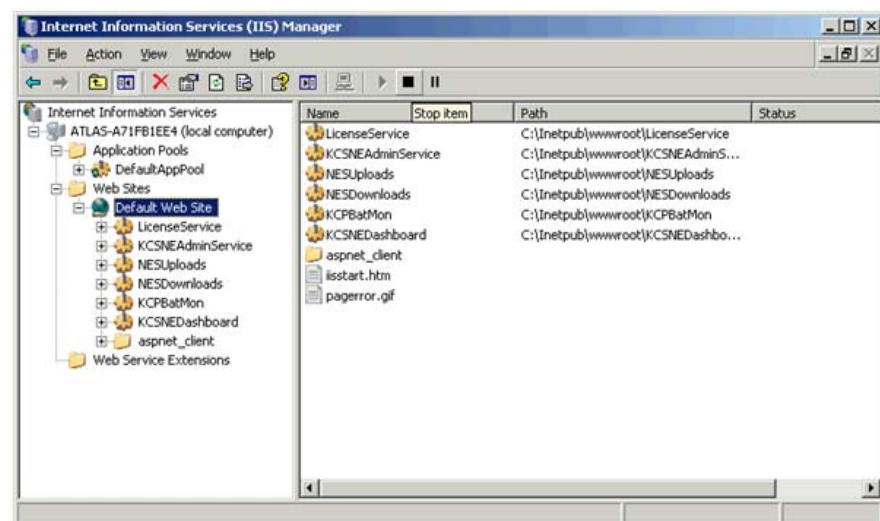 Internet Information Services (IIS) Manager
File Action View Window Help
Internet Information Services
ATLAS-A71FB1EE4 (local computer)
Application Pools
DefaultAppPool
Web Sites
Default Web Site
LicenseService
KCSNEAdminService
NESUploads
NESDownloads
KCPBatMon
KCSNEDashboard
aspnet_client
Web Service Extensions
Name Stop item Path Status
LicenseService C:\Inetpub\wwwroot\LicenseService
KCSNEAdminService C:\Inetpub\wwwroot\KCSNEAdminS...
NESUploads C:\Inetpub\wwwroot\NESUploads
NESDownloads C:\Inetpub\wwwroot\NESDownloads
KCPBatMon C:\Inetpub\wwwroot\KCPBatMon
KCSNEDashboard C:\Inetpub\wwwroot\KCSNEDashbo...
aspnet_client
iisstart.htm
pagerror.gif